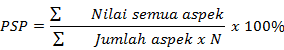 PSP = ∑ Nilai semua aspek / ∑ Jumlah aspek x N x 100%